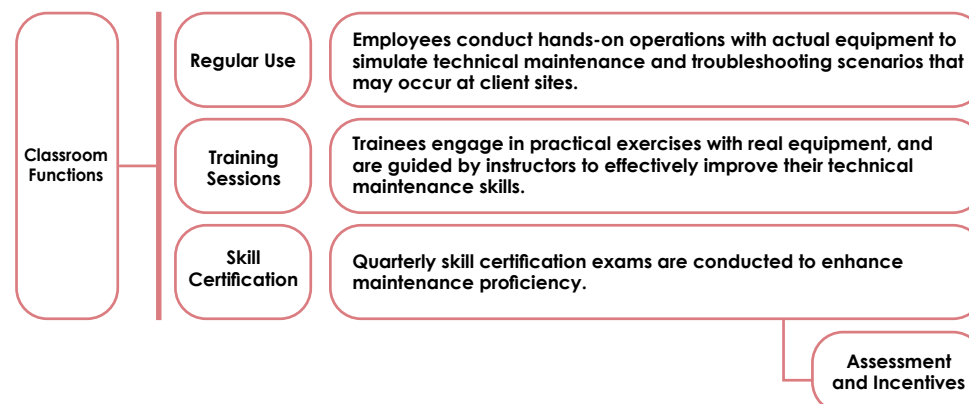 Classroom
Functions
Regular Use
Employees conduct hands-on operations with actual equipment to
simulate technical maintenance and troubleshooting scenarios that
may occur at client sites.
Training
Sessions
Trainees engage in practical exercises with real equipment, and
are guided by instructors to effectively improve their technical
maintenance skills.
Skill
Certification
Quarterly skill certification exams are conducted to enhance
maintenance proficiency.
Assessment
and Incentives